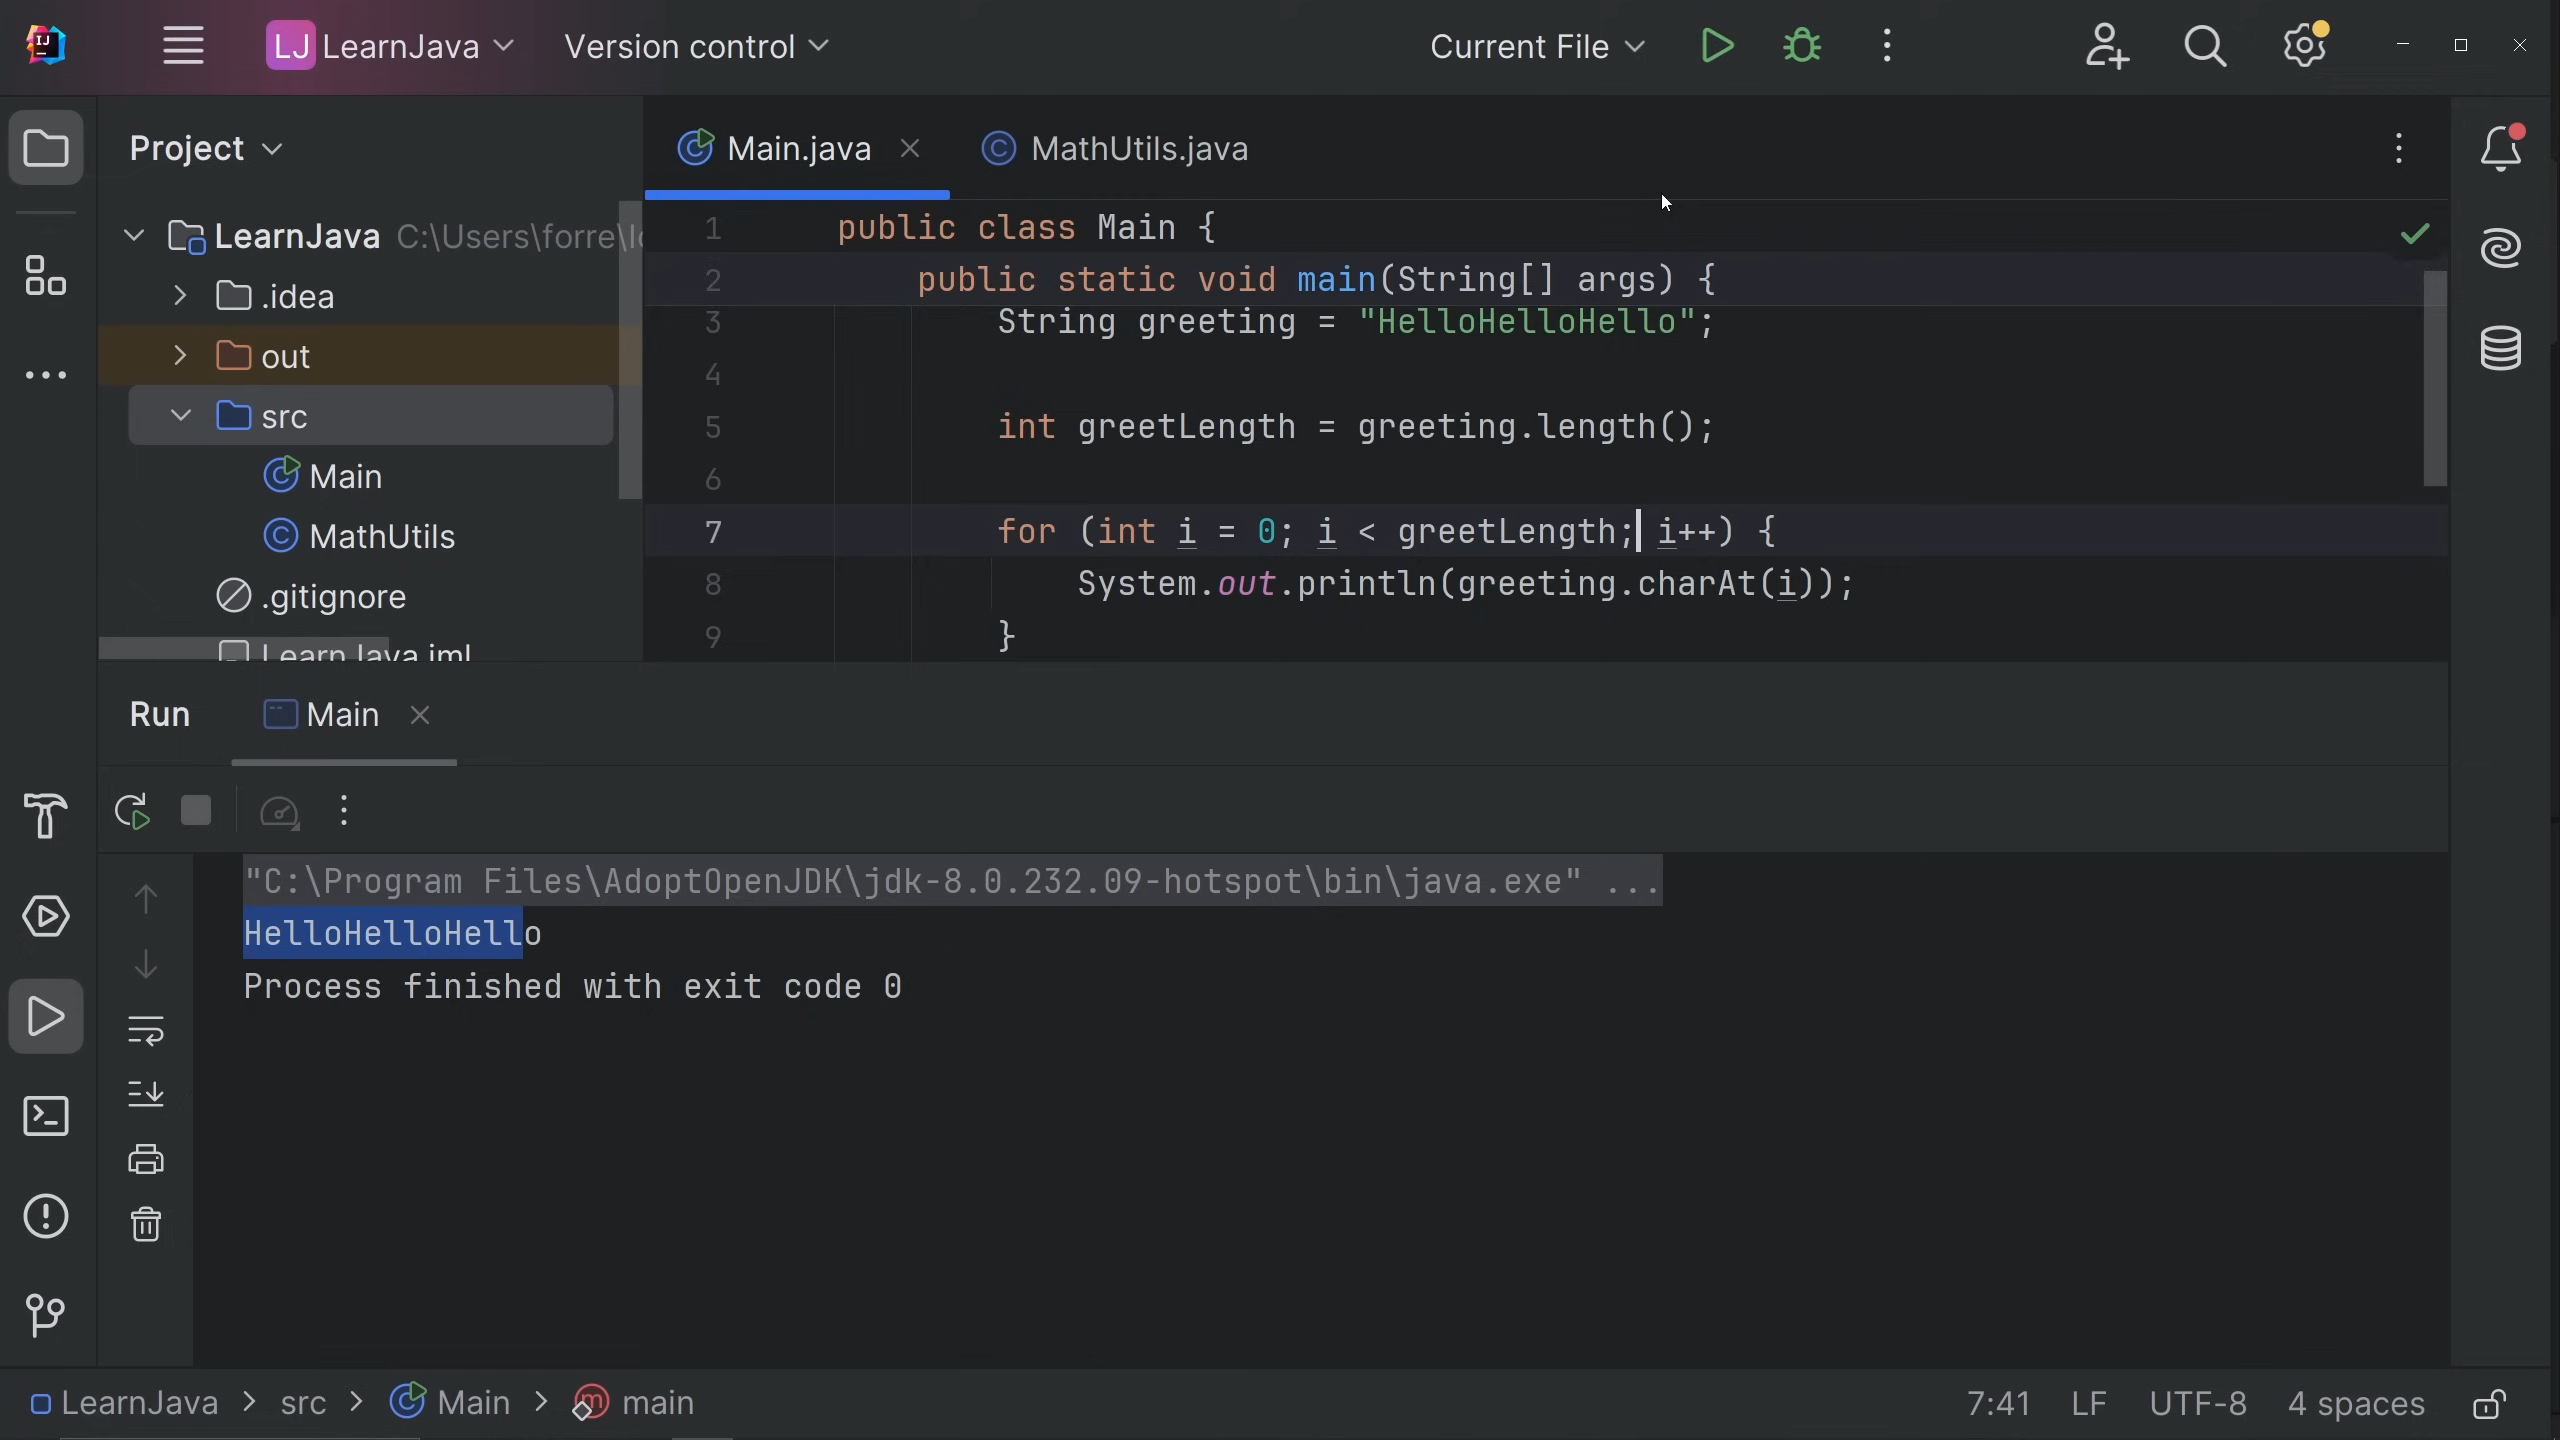 LJ LearnJava Version control Current File
Project
Main.java MathUtils.java
LearnJava C:\Users\forre\
.idea
out
src
Main
MathUtils
.gitignore
LearnJava.iml
1 public class Main {
2 public static void main(String[] args) {
3 String greeting = "HelloHelloHello";
4
5 int greetLength = greeting.length();
6
7 for (int i = 0; i < greetLength; i++) {
8 System.out.println(greeting.charAt(i));
9 }
Run Main
"C:\Program Files\AdoptOpenJDK\jdk-8.0.232.09-hotspot\bin\java.exe" ...
HelloHelloHello
Process finished with exit code 0
LearnJava > src > Main > main 7:41 LF UTF-8 4 spaces